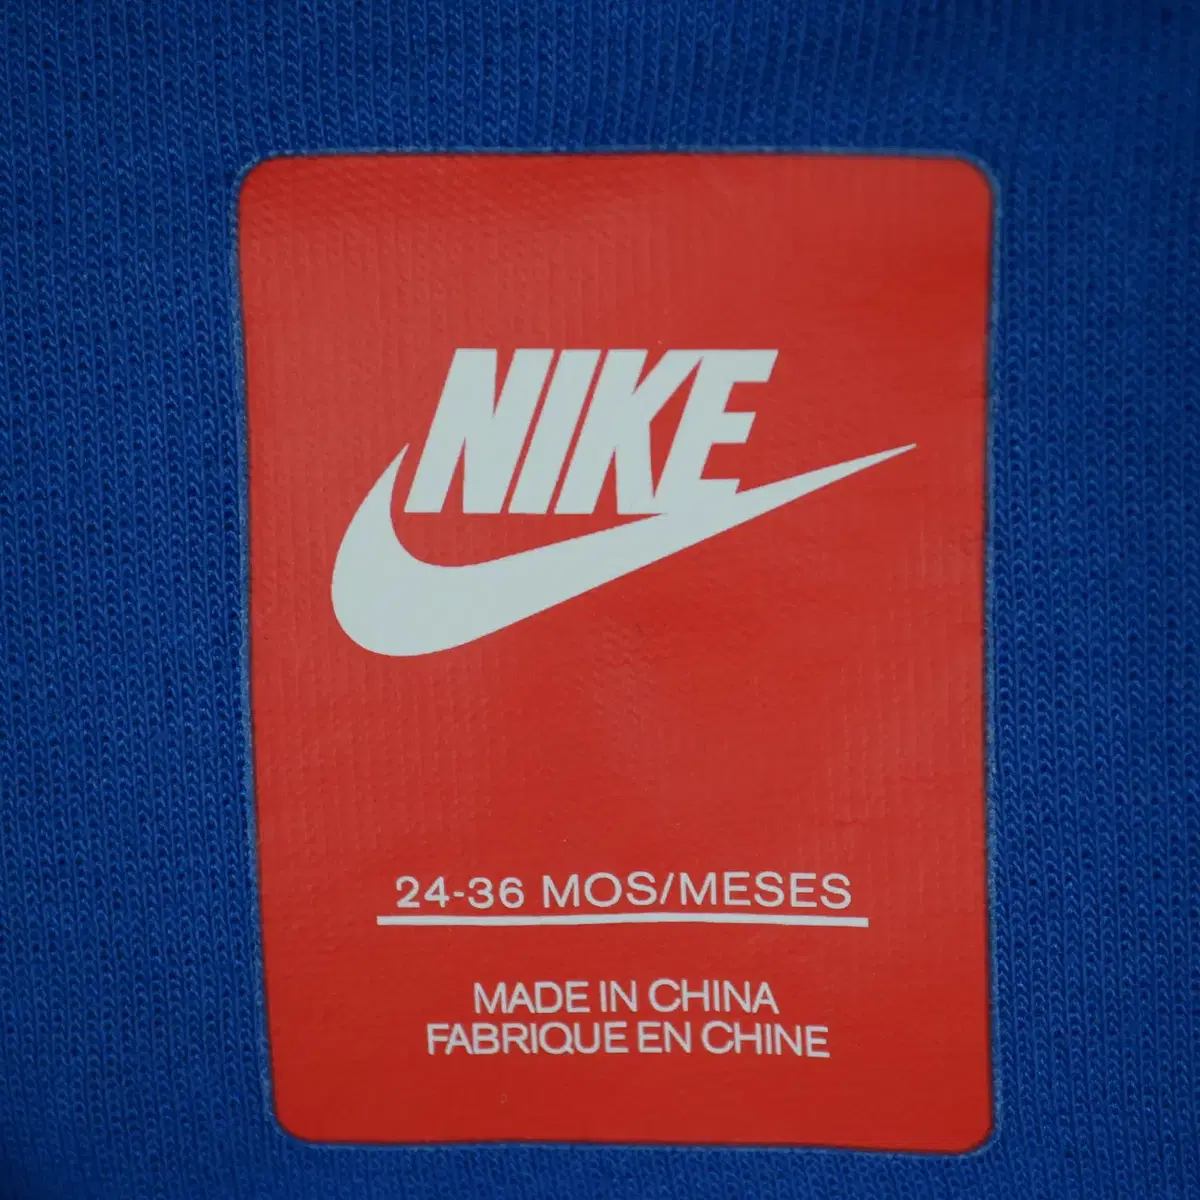 NIKE
24-36 MOS/MESES
MADE IN CHINA
FABRIQUE EN CHINE